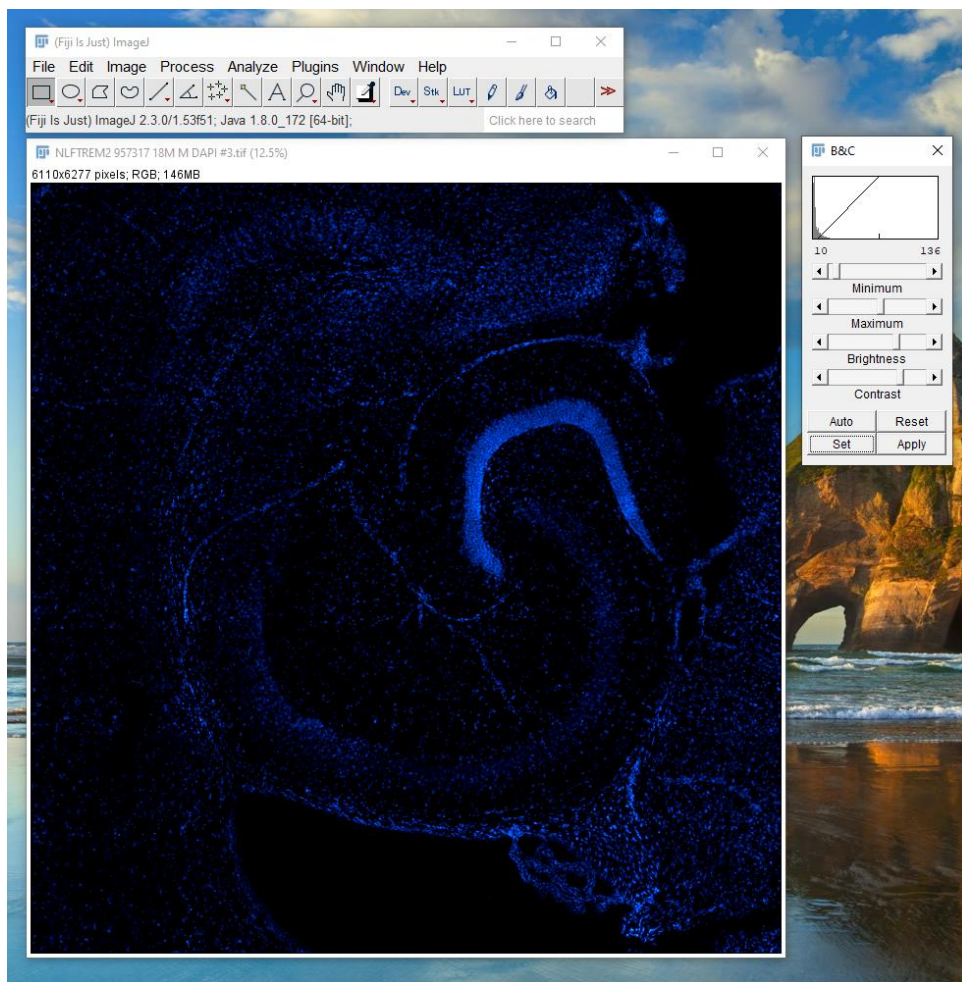 (Fiji Is Just) ImageJ
File Edit Image Process Analyze Plugins Window Help
Dev Stk LUT
(Fiji Is Just) ImageJ 2.3.0/1.53f51; Java 1.8.0_172 [64-bit];
Click here to search
NLFTREM2 957317 18M M DAPI #3.tif (12.5%)
6110x6277 pixels; RGB; 146MB
B&C
10 136
Minimum
Maximum
Brightness
Contrast
Auto Reset
Set Apply